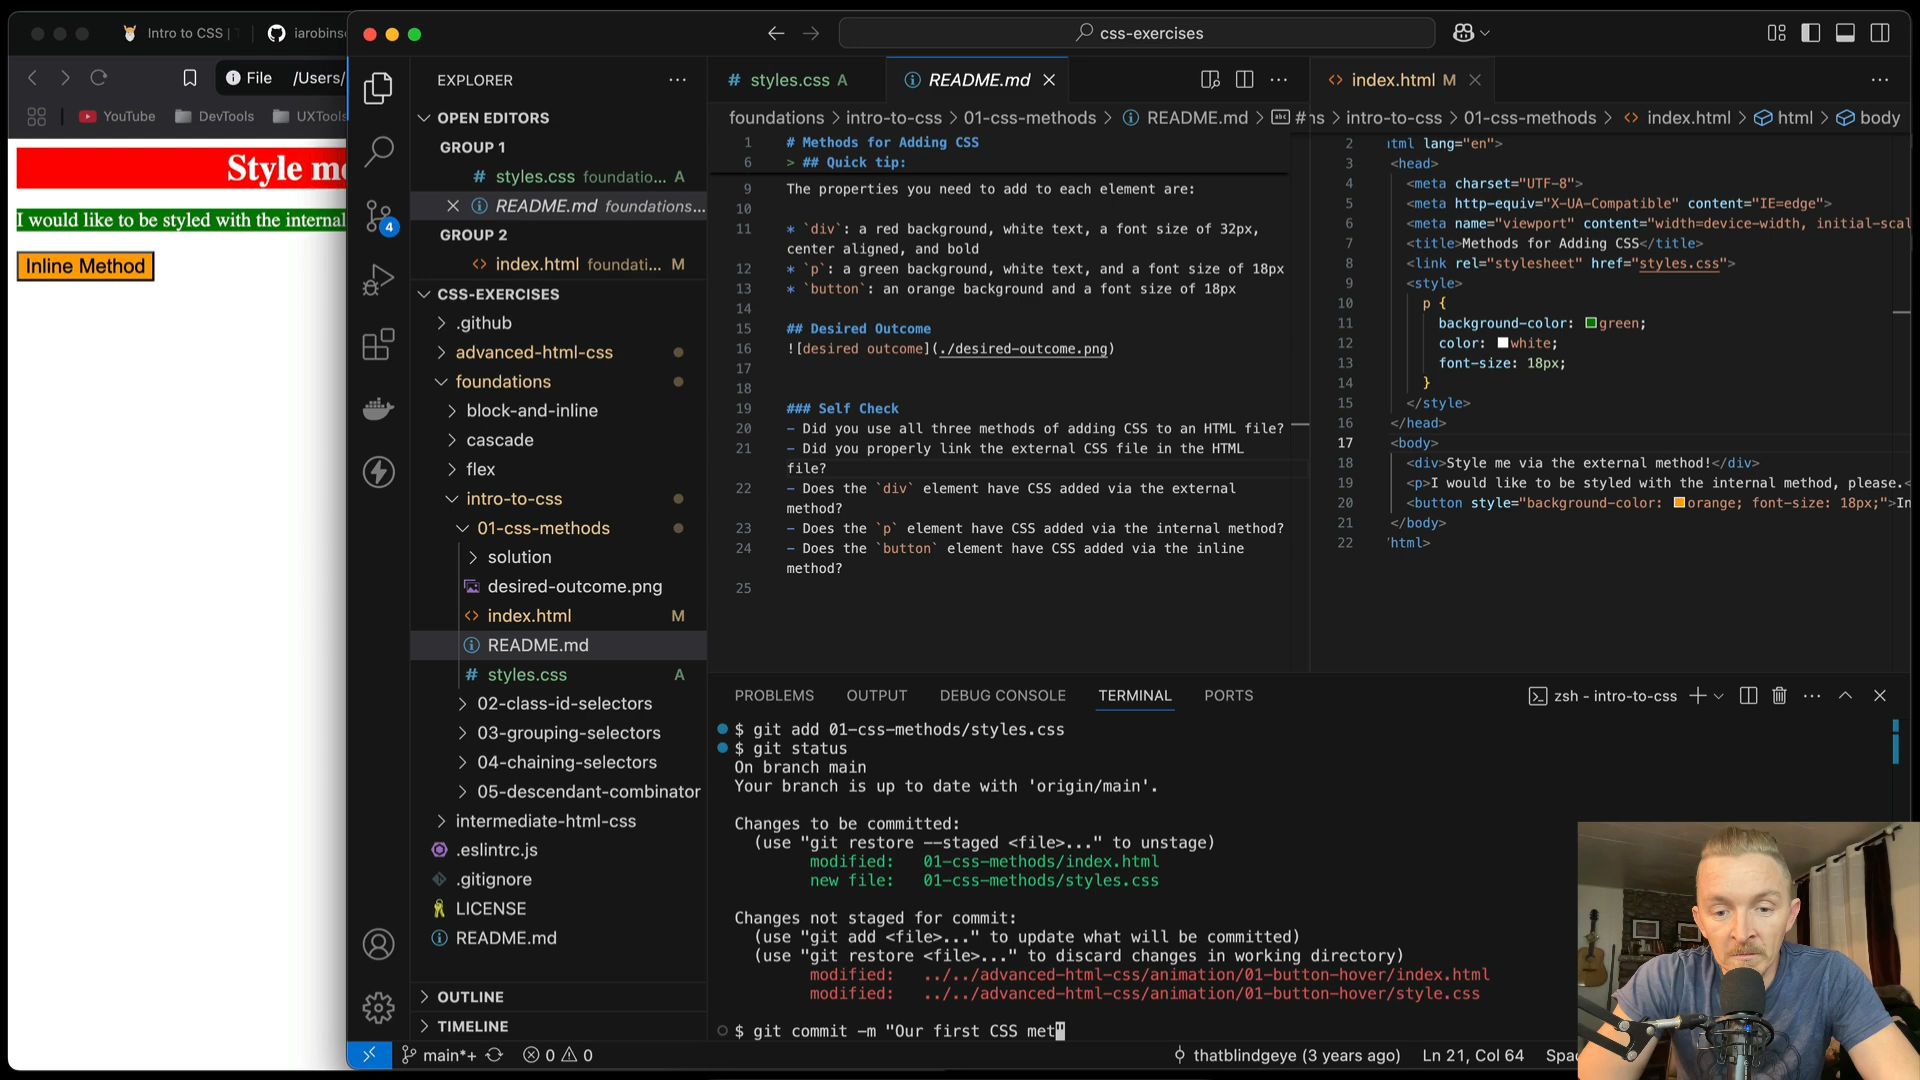 Intro to CSS | T
iarobinso
css-exercises
File /Users/
YouTube
DevTools
UXTools
Style me
I would like to be styled with the internal
Inline Method
EXPLORER
OPEN EDITORS
GROUP 1
styles.css foundatio... A
README.md foundations...
GROUP 2
index.html foundati... M
CSS-EXERCISES
.github
advanced-html-css
foundations
block-and-inline
cascade
flex
intro-to-css
01-css-methods
solution
desired-outcome.png
index.html M
README.md
styles.css A
02-class-id-selectors
03-grouping-selectors
04-chaining-selectors
05-descendant-combinator
intermediate-html-css
.eslintrc.js
.gitignore
LICENSE
README.md
OUTLINE
TIMELINE
4
styles.css A
README.md
foundations > intro-to-css > 01-css-methods > README.md > abc #
1 # Methods for Adding CSS
6 > ## Quick tip:
9 The properties you need to add to each element are:
10
11 * `div`: a red background, white text, a font size of 32px,
center aligned, and bold
12 * `p`: a green background, white text, and a font size of 18px
13 * `button`: an orange background and a font size of 18px
14
15 ## Desired Outcome
16 ![desired outcome](./desired-outcome.png)
17
18
19 ### Self Check
20 - Did you use all three methods of adding CSS to an HTML file?
21 - Did you properly link the external CSS file in the HTML
file?
22 - Does the `div` element have CSS added via the external
method?
23 - Does the `p` element have CSS added via the internal method?
24 - Does the `button` element have CSS added via the inline
method?
25
index.html M
ns > intro-to-css > 01-css-methods > index.html > html > body
2 html lang="en">
3 <head>
4 <meta charset="UTF-8">
5 <meta http-equiv="X-UA-Compatible" content="IE=edge">
6 <meta name="viewport" content="width=device-width, initial-scal
7 <title>Methods for Adding CSS</title>
8 <link rel="stylesheet" href="styles.css">
9 <style>
10 p {
11 background-color: green;
12 color: white;
13 font-size: 18px;
14 }
15 </style>
16 </head>
17 <body>
18 <div>Style me via the external method!</div>
19 <p>I would like to be styled with the internal method, please.<
20 <button style="background-color: orange; font-size: 18px;">In
21 </body>
22 html>
PROBLEMS OUTPUT DEBUG CONSOLE TERMINAL PORTS
zsh - intro-to-css
$ git add 01-css-methods/styles.css
$ git status
On branch main
Your branch is up to date with 'origin/main'.
Changes to be committed:
(use "git restore --staged <file>..." to unstage)
modified: 01-css-methods/index.html
new file: 01-css-methods/styles.css
Changes not staged for commit:
(use "git add <file>..." to update what will be committed)
(use "git restore <file>..." to discard changes in working directory)
modified: ../../advanced-html-css/animation/01-button-hover/index.html
modified: ../../advanced-html-css/animation/01-button-hover/style.css
$ git commit -m "Our first CSS met"
main*+
0 0
thatblindgeye (3 years ago)
Ln 21, Col 64
Spac